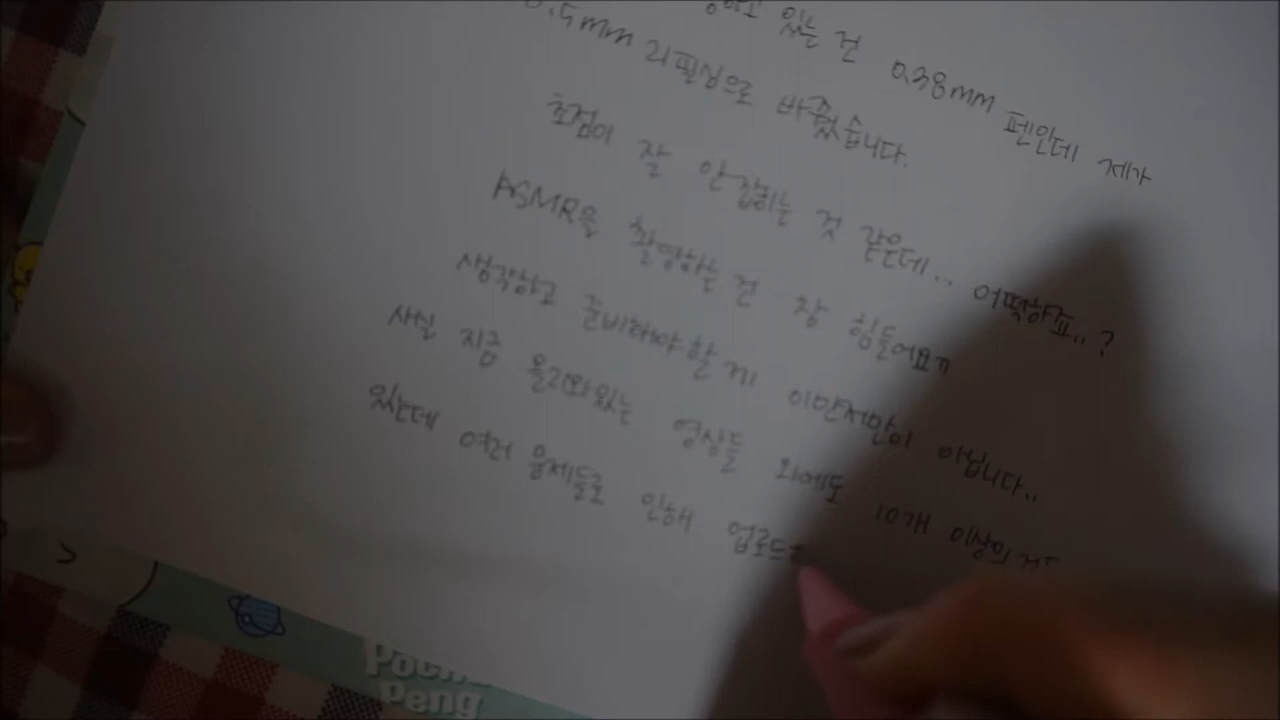 있는 건 0.38mm 펜인데 제가
0.5mm 리필심으로 바꿨습니다.
초점이 잘 안잡히는 것 같은데... 어떡하죠..?
ASMR을 촬영하는건 참 힘들어요ㅠ
생각하고 준비해야할 게 이만저만이 아닙니다..
사실 지금 올라와있는 영상들 외에도 10개 이상의
있는데 여러 문제들로 인해 업로드
Pocha
Peng